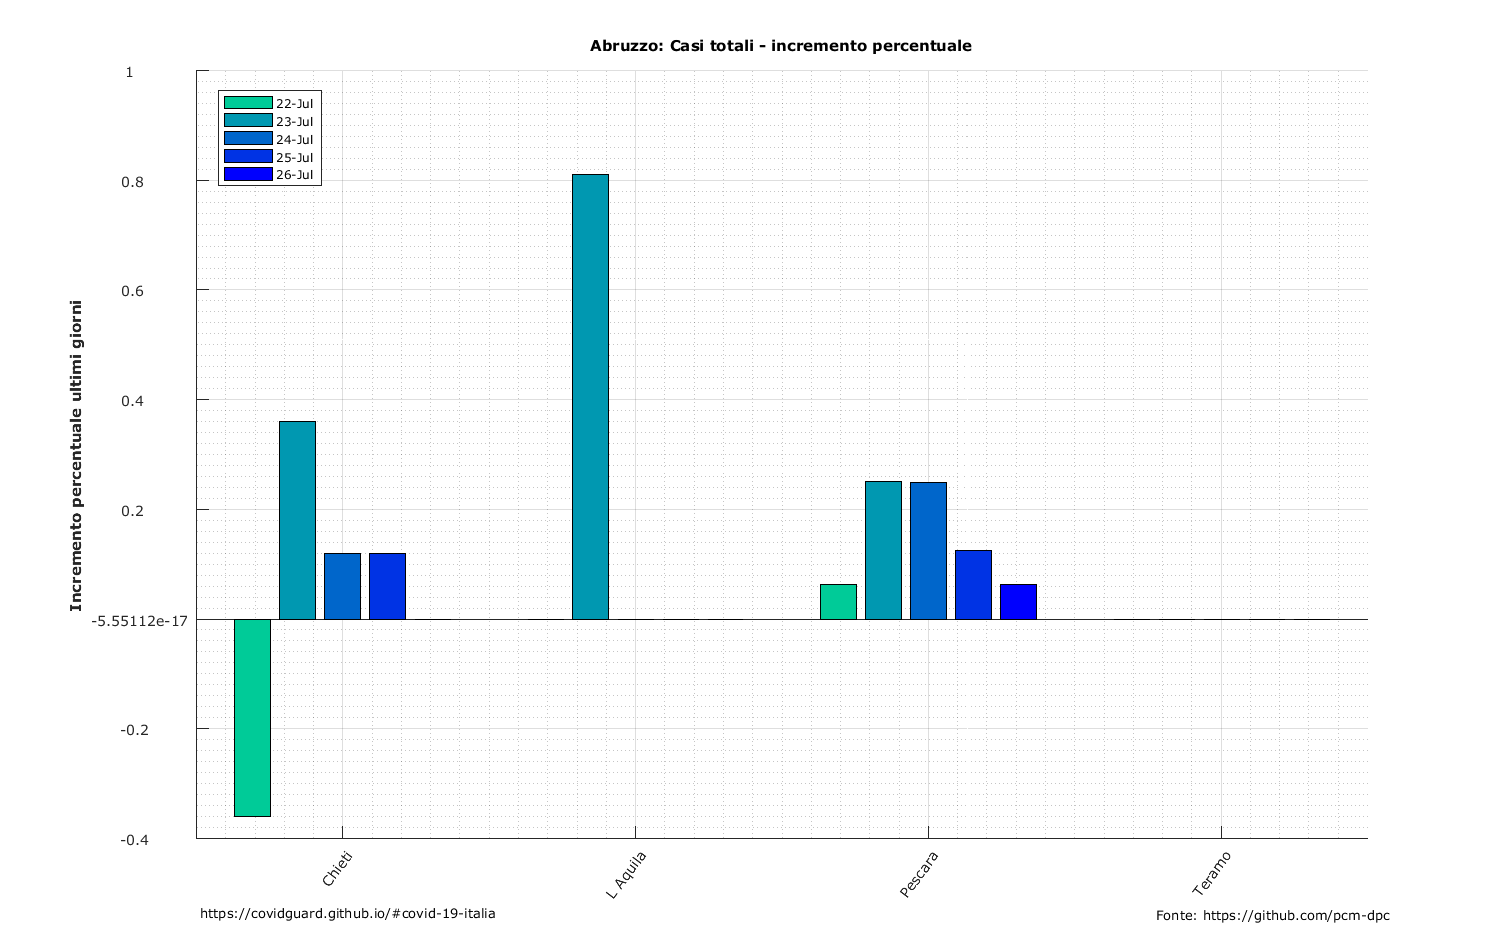 Abruzzo: Casi totali - incremento percentuale
1
22-Jul
23-Jul
24-Jul
25-Jul
26-Jul
0.8
0.6
0.4
0.2
-5.55112e-17
-0.2
-0.4
Incremento percentuale ultimi giorni
Chieti
L Aquila
Pescara
Teramo
https://covidguard.github.io/#covid-19-italia
Fonte: https://github.com/pcm-dpc